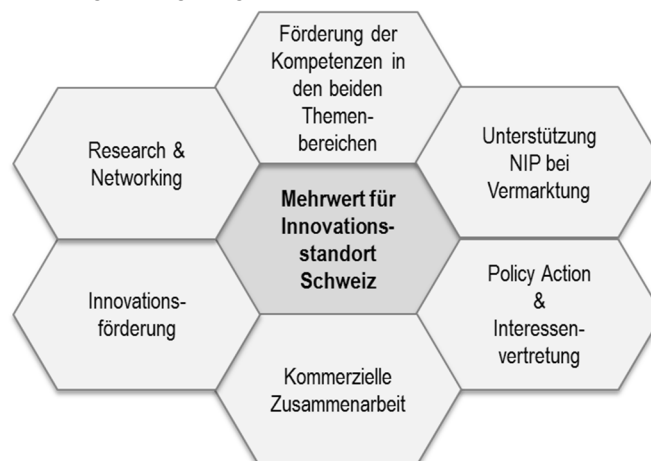 Förderung der
Kompetenzen in
den beiden
Themen-
bereichen
Research &
Networking
Unterstützung
NIP bei
Vermarktung
Mehrwert für
Innovations-
standort
Schweiz
Innovations-
förderung
Policy Action
&
Interessen-
vertretung
Kommerzielle
Zusammenarbeit